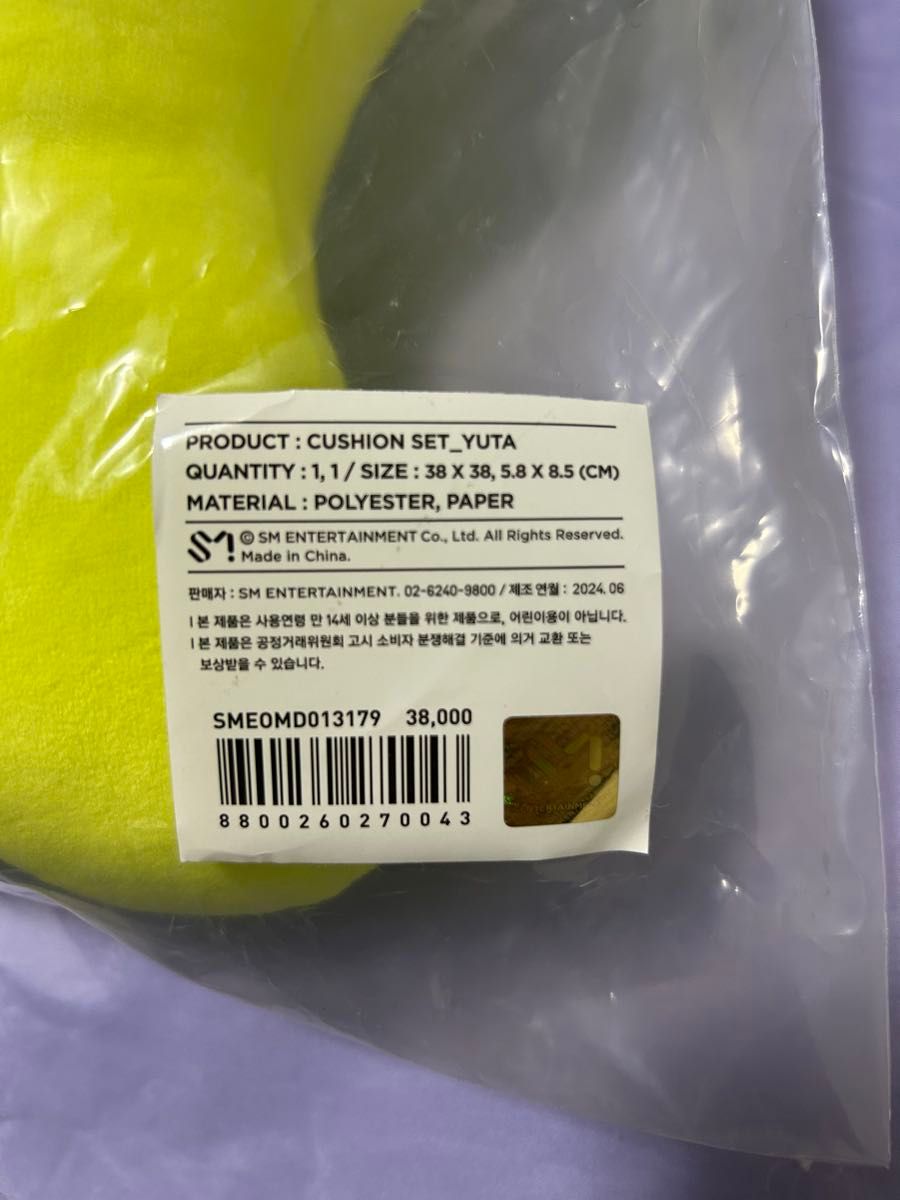 PRODUCT : CUSHION SET_YUTA
QUANTITY : 1, 1 / SIZE : 38 X 38, 5.8 X 8.5 (CM)
MATERIAL : POLYESTER, PAPER
SM! © SM ENTERTAINMENT Co., Ltd. All Rights Reserved.
Made in China.
판매자 : SM ENTERTAINMENT. 02-6240-9800 / 제조연월 : 2024. 06
l 본 제품은 사용연령 만 14세 이상 분들을 위한 제품으로, 어린이용이 아닙니다.
l 본 제품은 공정거래위원회 고시 소비자 분쟁해결 기준에 의거 교환 또는
보상받을 수 있습니다.
SMEOMD013179 38,000
8800260270043